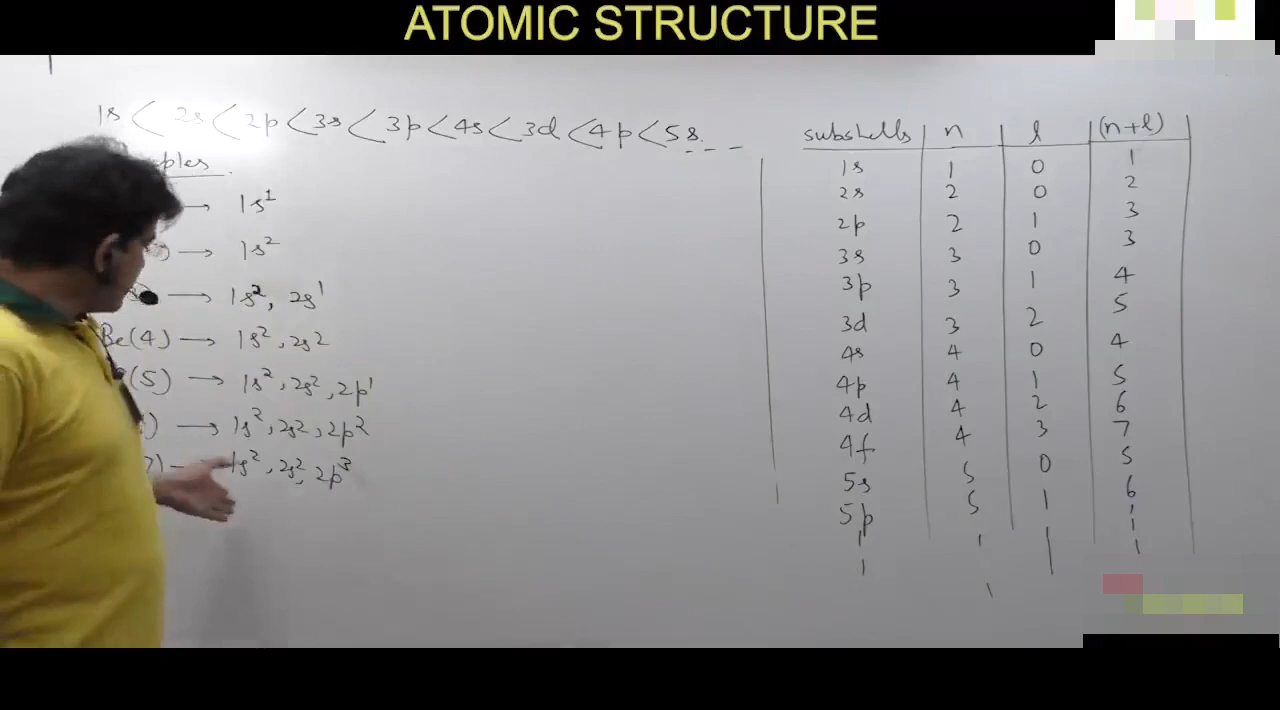 ATOMIC STRUCTURE
1s < 2s < 2p < 3s < 3p < 4s < 3d < 4p < 5s. - - -
→ 1s¹
→ 1s²
→ 1s², 2s¹
Be(4) → 1s², 2s²
(5) → 1s², 2s², 2p¹
) → 1s², 2s², 2p²
→ 1s², 2s², 2p³
subshells | n | l | (n+l)
1s 1 0 1
2s 2 0 2
2p 2 1 3
3s 3 0 3
3p 3 1 4
3d 3 2 5
4s 4 0 4
4p 4 1 5
4d 4 2 6
4f 4 3 7
5s 5 0 5
5p 5 1 6